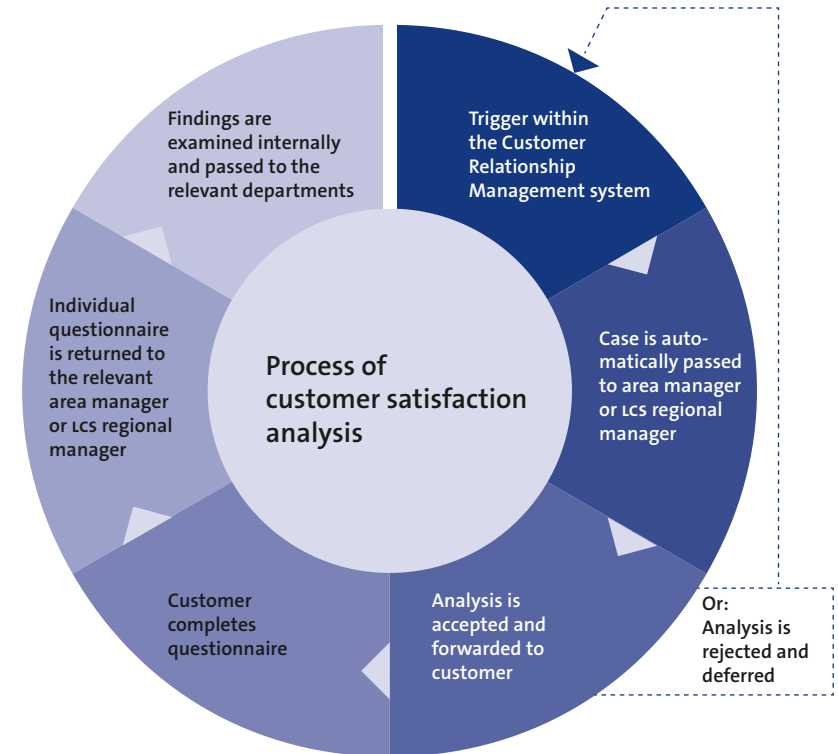 Process of
customer satisfaction
analysis
Trigger within
the Customer
Relationship
Management system
Case is auto-
matically passed
to area manager
or LCS regional
manager
Analysis is
accepted and
forwarded to
customer
Or:
Analysis is
rejected and
deferred
Customer
completes
questionnaire
Individual
questionnaire
is returned to
the relevant
area manager
or LCS regional
manager
Findings are
examined internally
and passed to the
relevant departments